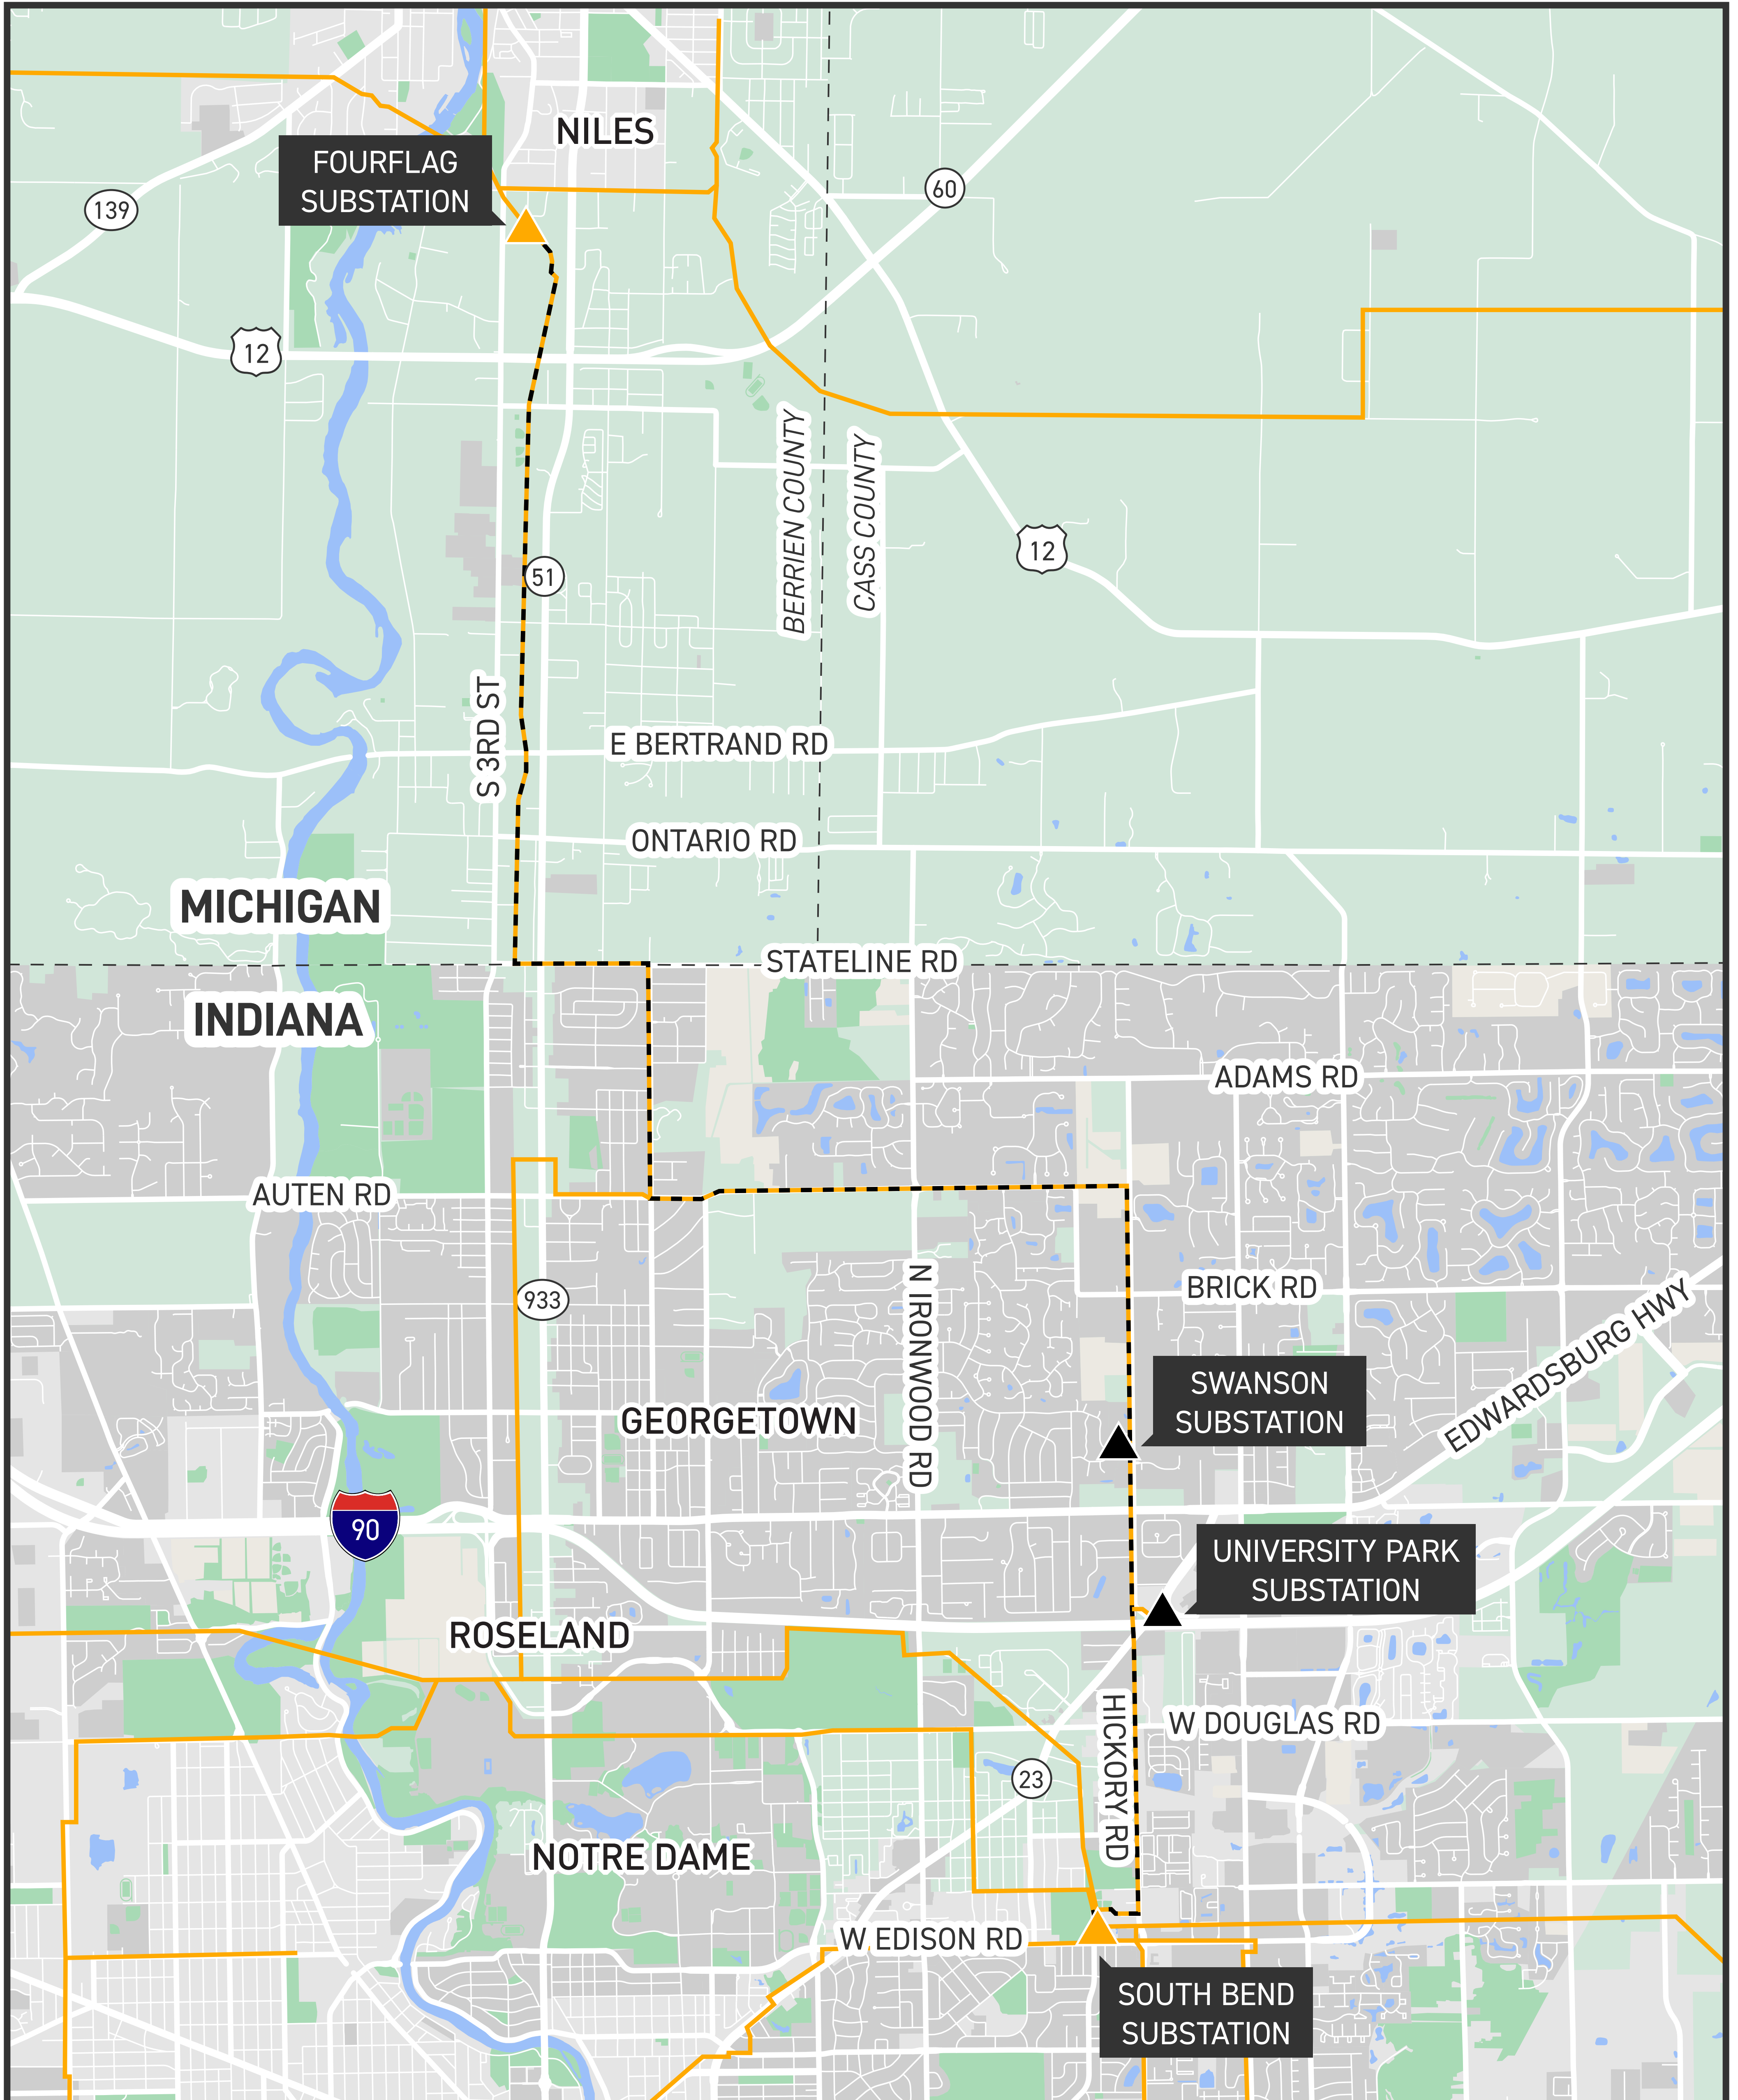 NILES
FOURFLAG
SUBSTATION
60
139
12
BERRIEN COUNTY
CASS COUNTY
12
51
S 3RD ST
E BERTRAND RD
ONTARIO RD
MICHIGAN
STATELINE RD
INDIANA
ADAMS RD
AUTEN RD
BRICK RD
933
N IRONWOOD RD
EDWARDSBURG HWY
SWANSON
SUBSTATION
GEORGETOWN
90
UNIVERSITY PARK
SUBSTATION
ROSELAND
HICKORY RD
W DOUGLAS RD
23
NOTRE DAME
W EDISON RD
SOUTH BEND
SUBSTATION